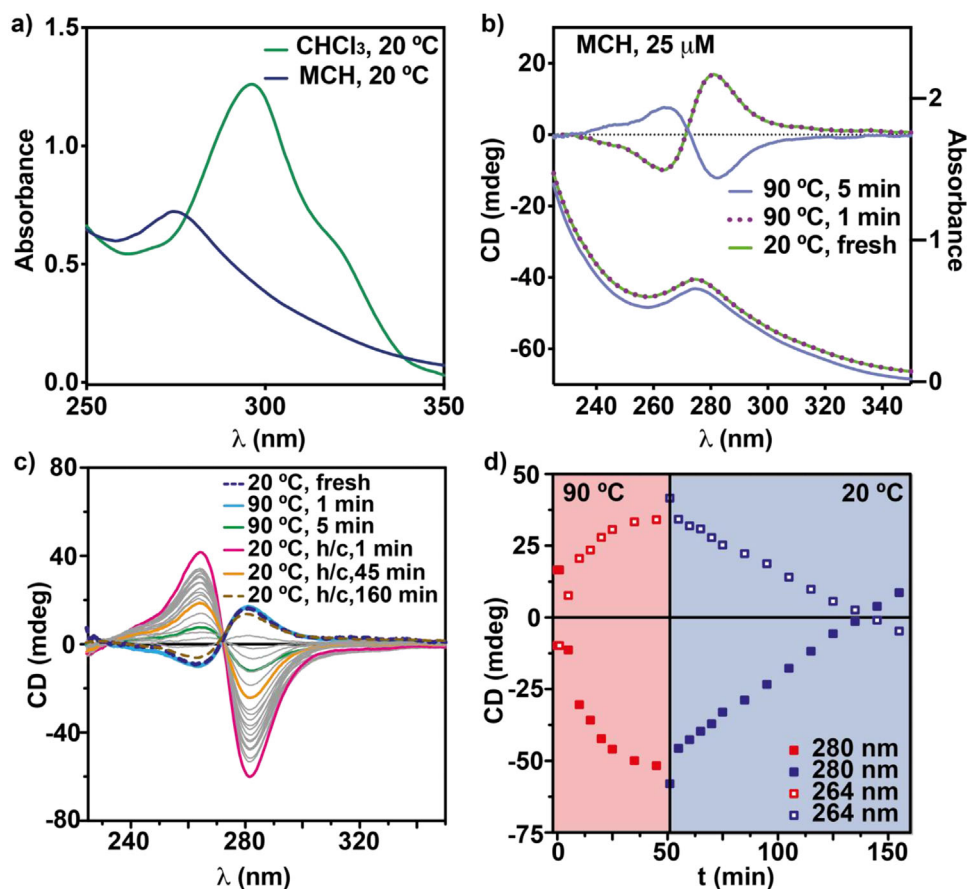 a)
1.5
1.0
0.5
0.0
Absorbance
CHCl₃, 20 ºC
MCH, 20 ºC
250
300
350
λ (nm)
b)
MCH, 25 μM
20
0
-20
-40
-60
CD (mdeg)
2
1
0
Absorbance
90 ºC, 5 min
90 ºC, 1 min
20 ºC, fresh
240
260
280
300
320
340
λ (nm)
c)
80
40
0
-40
-80
CD (mdeg)
20 ºC, fresh
90 ºC, 1 min
90 ºC, 5 min
20 ºC, h/c,1 min
20 ºC, h/c,45 min
20 ºC, h/c,160 min
240
280
320
λ (nm)
d)
90 ºC
20 ºC
50
25
0
-25
-50
-75
CD (mdeg)
280 nm
280 nm
264 nm
264 nm
0
50
100
150
t (min)